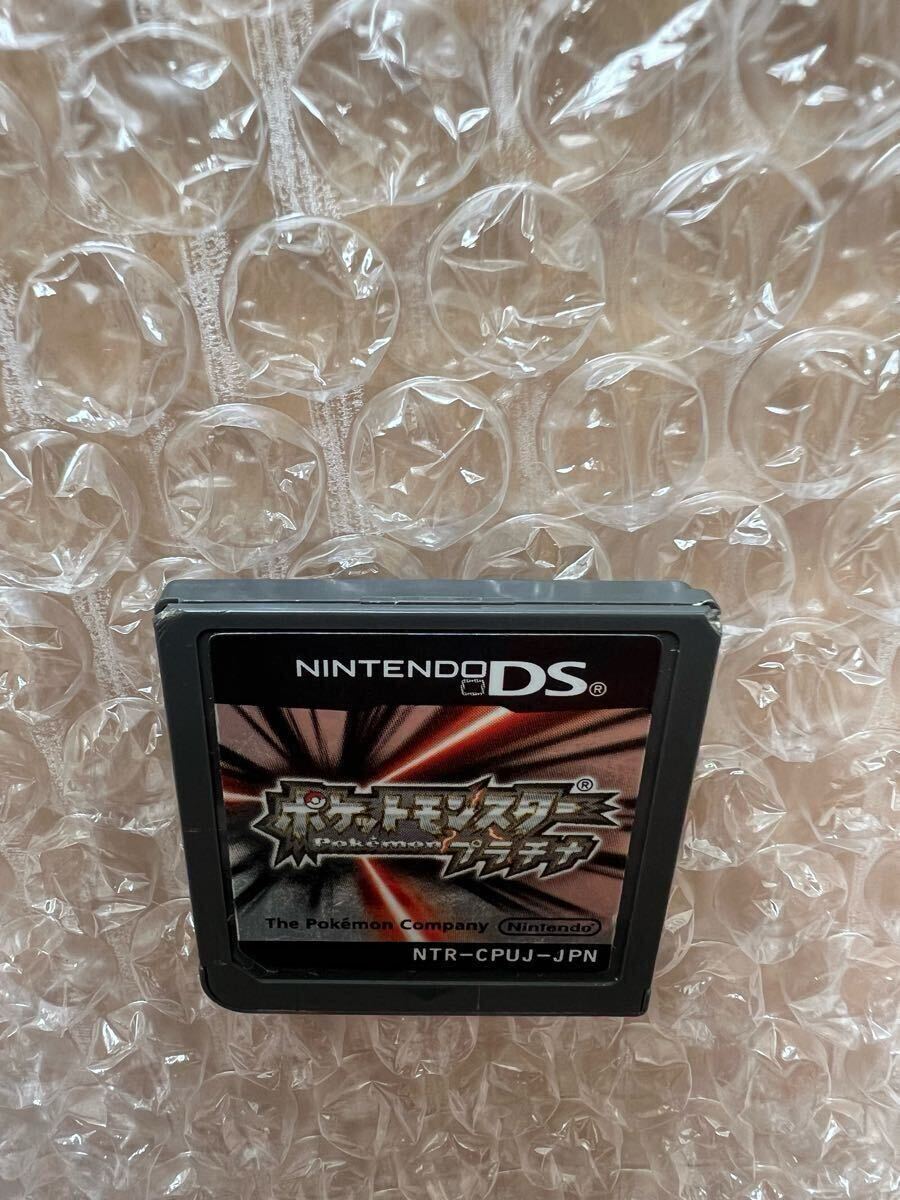 NINTENDO DS®
ポケットモンスター®
Pokémon プラチナ
The Pokémon Company Nintendo®
NTR-CPUJ-JPN